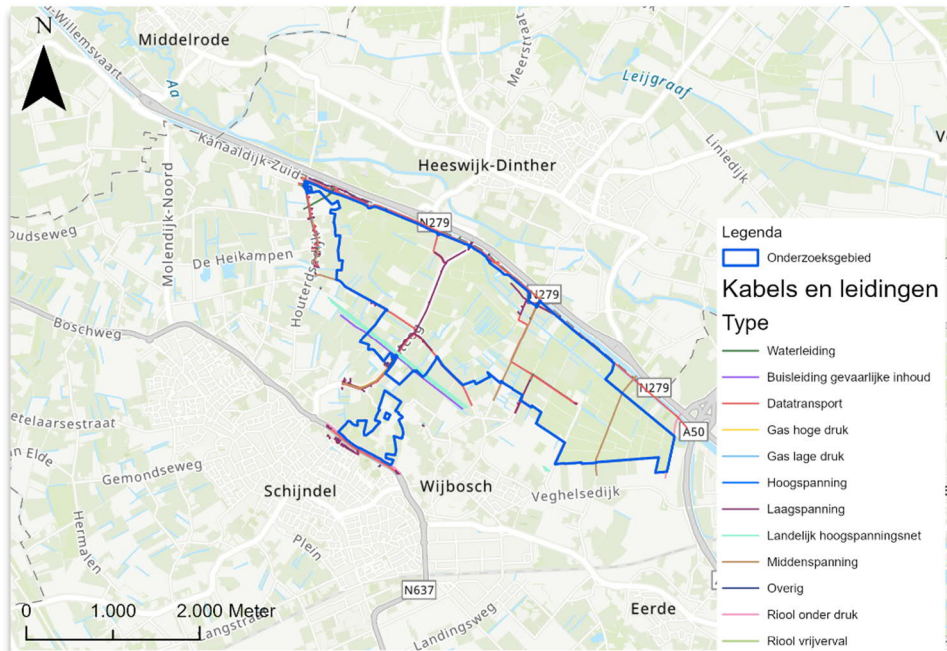 N
-Willemsvaart
Middelrode
Aa
Meerstraat
Leijgraaf
Liniedijk
Kanaaldijk-Zuid
Heeswijk-Dinther
Molendijk-Noord
oudseweg
N279
De Heikampen
Houterdsedijk
Boschweg
N279
N279
A50
etelaarsestraat
Gemondseweg
Schijndel
Wijbosch
Veghelsedijk
Hermalen
Plein
N637
Eerde
Langstraat
Landingsweg
0 1.000 2.000 Meter
Legenda
Onderzoeksgebied
Kabels en leidingen
Type
Waterleiding
Buisleiding gevaarlijke inhoud
Datatransport
Gas hoge druk
Gas lage druk
Hoogspanning
Laagspanning
Landelijk hoogspanningsnet
Middenspanning
Overig
Riool onder druk
Riool vrijverval